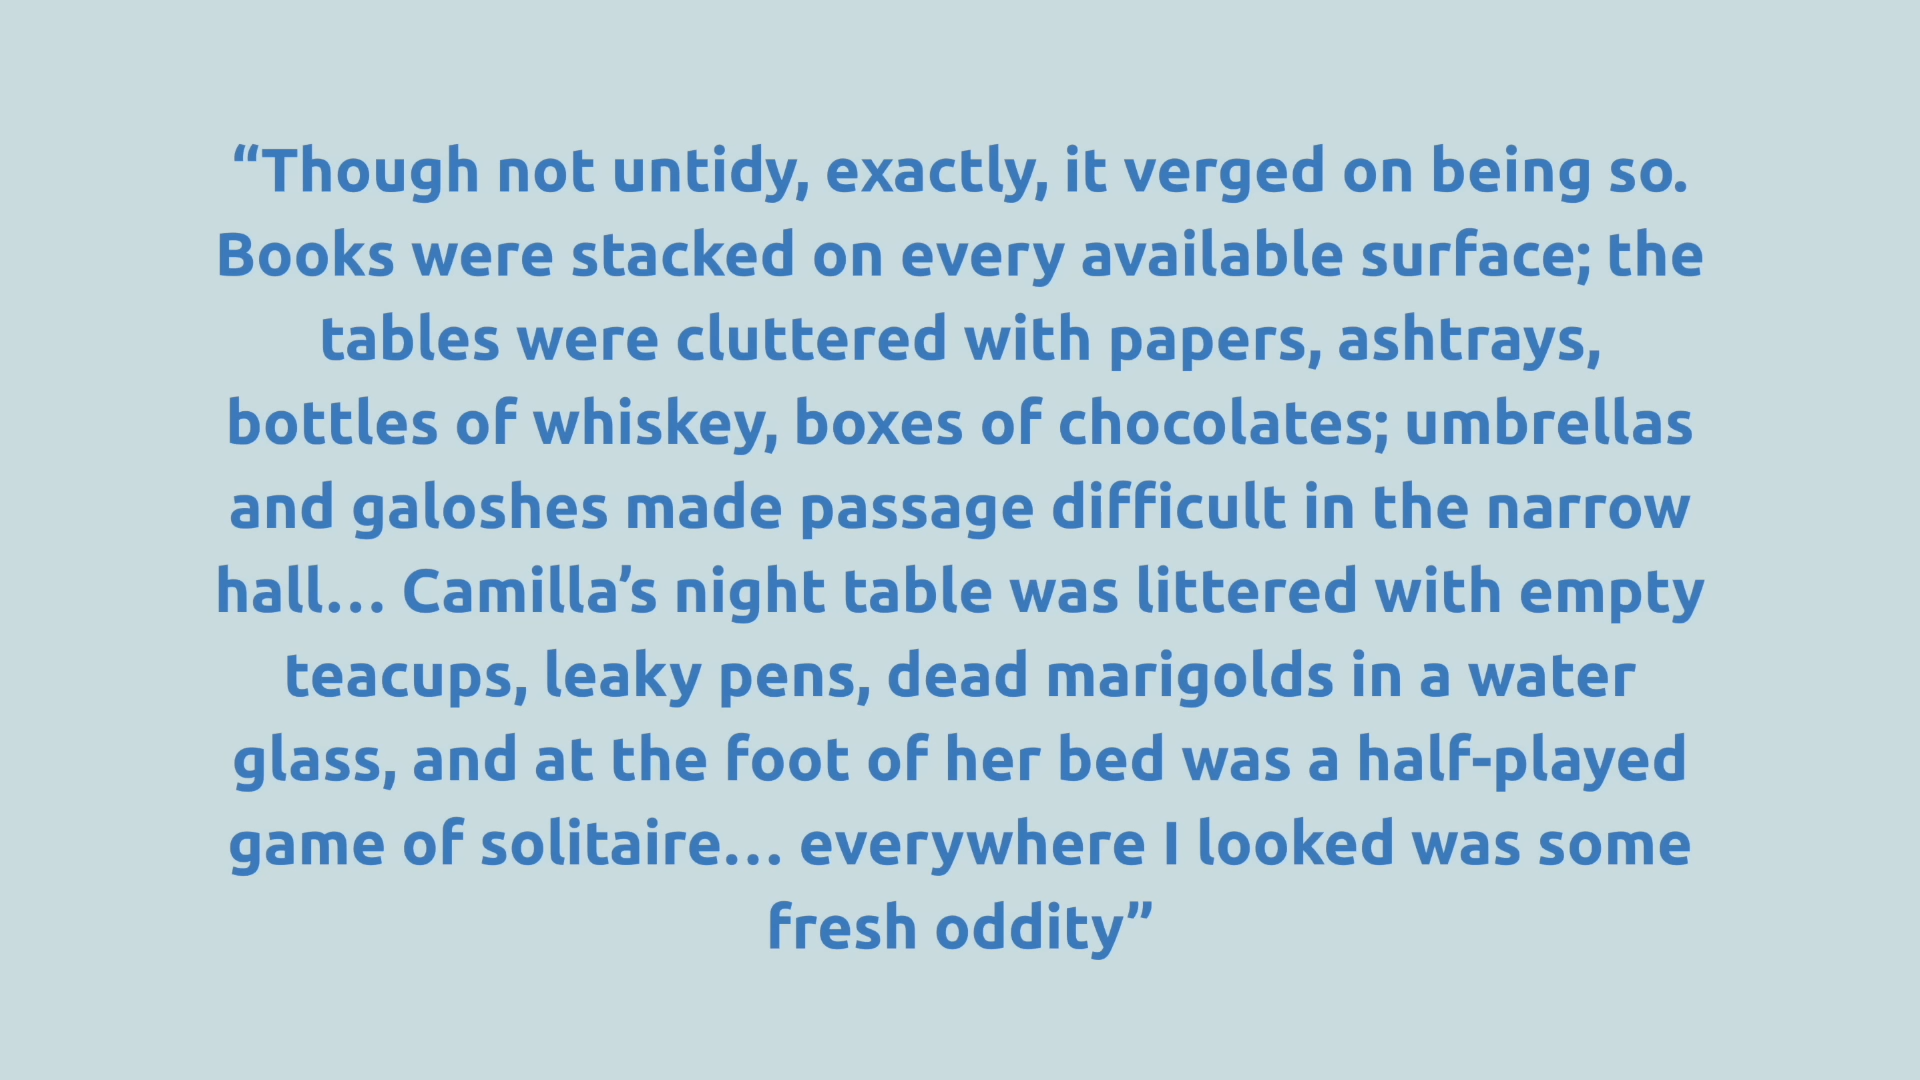 “Though not untidy, exactly, it verged on being so.
Books were stacked on every available surface; the
tables were cluttered with papers, ashtrays,
bottles of whiskey, boxes of chocolates; umbrellas
and galoshes made passage difficult in the narrow
hall… Camilla’s night table was littered with empty
teacups, leaky pens, dead marigolds in a water
glass, and at the foot of her bed was a half-played
game of solitaire… everywhere I looked was some
fresh oddity”